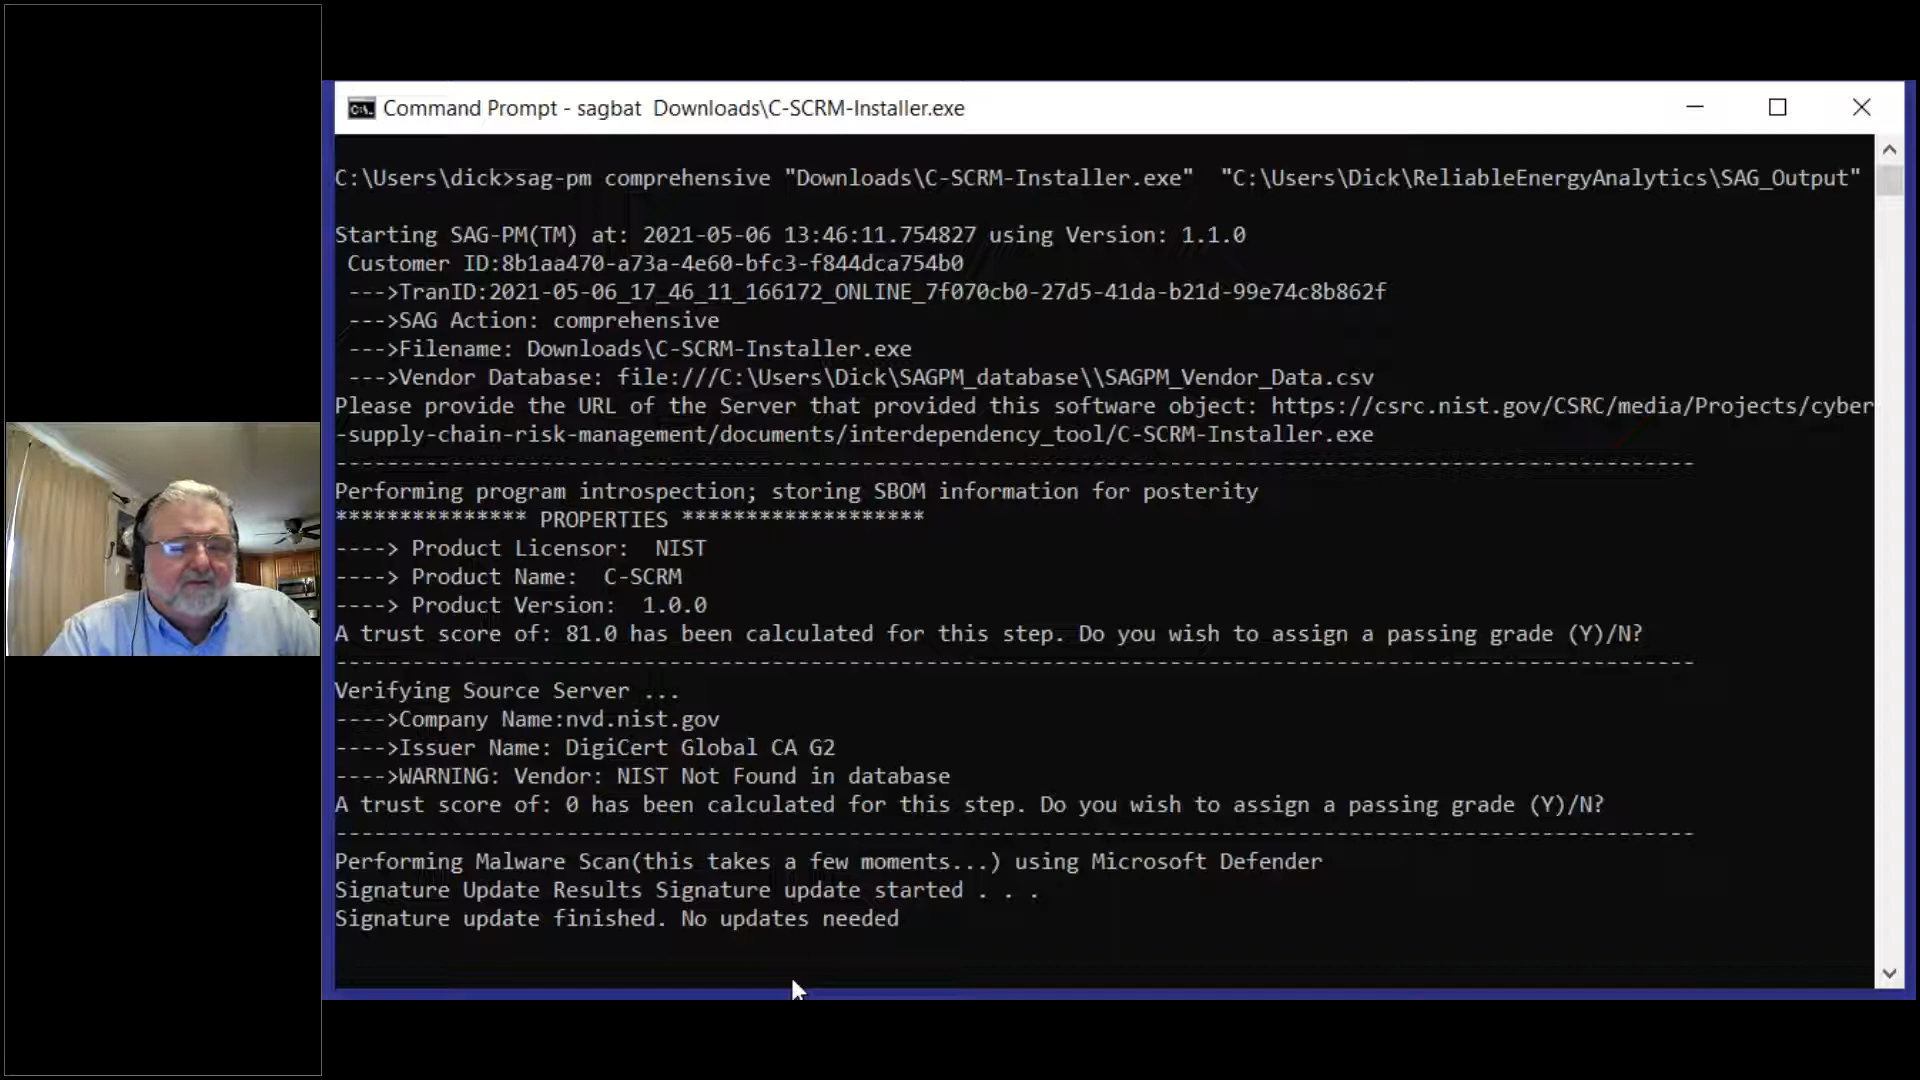 Command Prompt - sagbat  Downloads\C-SCRM-Installer.exe
C:\Users\dick>sag-pm comprehensive "Downloads\C-SCRM-Installer.exe"  "C:\Users\Dick\ReliableEnergyAnalytics\SAG_Output"
Starting SAG-PM(TM) at: 2021-05-06 13:46:11.754827 using Version: 1.1.0
Customer ID:8b1aa470-a73a-4e60-bfc3-f844dca754b0
--->TranID:2021-05-06_17_46_11_166172_ONLINE_7f070cb0-27d5-41da-b21d-99e74c8b862f
--->SAG Action: comprehensive
--->Filename: Downloads\C-SCRM-Installer.exe
--->Vendor Database: file:///C:\Users\Dick\SAGPM_database\\SAGPM_Vendor_Data.csv
Please provide the URL of the Server that provided this software object: https://csrc.nist.gov/CSRC/media/Projects/cyber
-supply-chain-risk-management/documents/interdependency_tool/C-SCRM-Installer.exe
----------------------------------------------------------------------------------------------------------
Performing program introspection; storing SBOM information for posterity
*************** PROPERTIES *******************
----> Product Licensor:  NIST
----> Product Name:  C-SCRM
----> Product Version:  1.0.0
A trust score of: 81.0 has been calculated for this step. Do you wish to assign a passing grade (Y)/N?
----------------------------------------------------------------------------------------------------------
Verifying Source Server ...
---->Company Name:nvd.nist.gov
---->Issuer Name: DigiCert Global CA G2
---->WARNING: Vendor: NIST Not Found in database
A trust score of: 0 has been calculated for this step. Do you wish to assign a passing grade (Y)/N?
----------------------------------------------------------------------------------------------------------
Performing Malware Scan(this takes a few moments...) using Microsoft Defender
Signature Update Results Signature update started . . .
Signature update finished. No updates needed